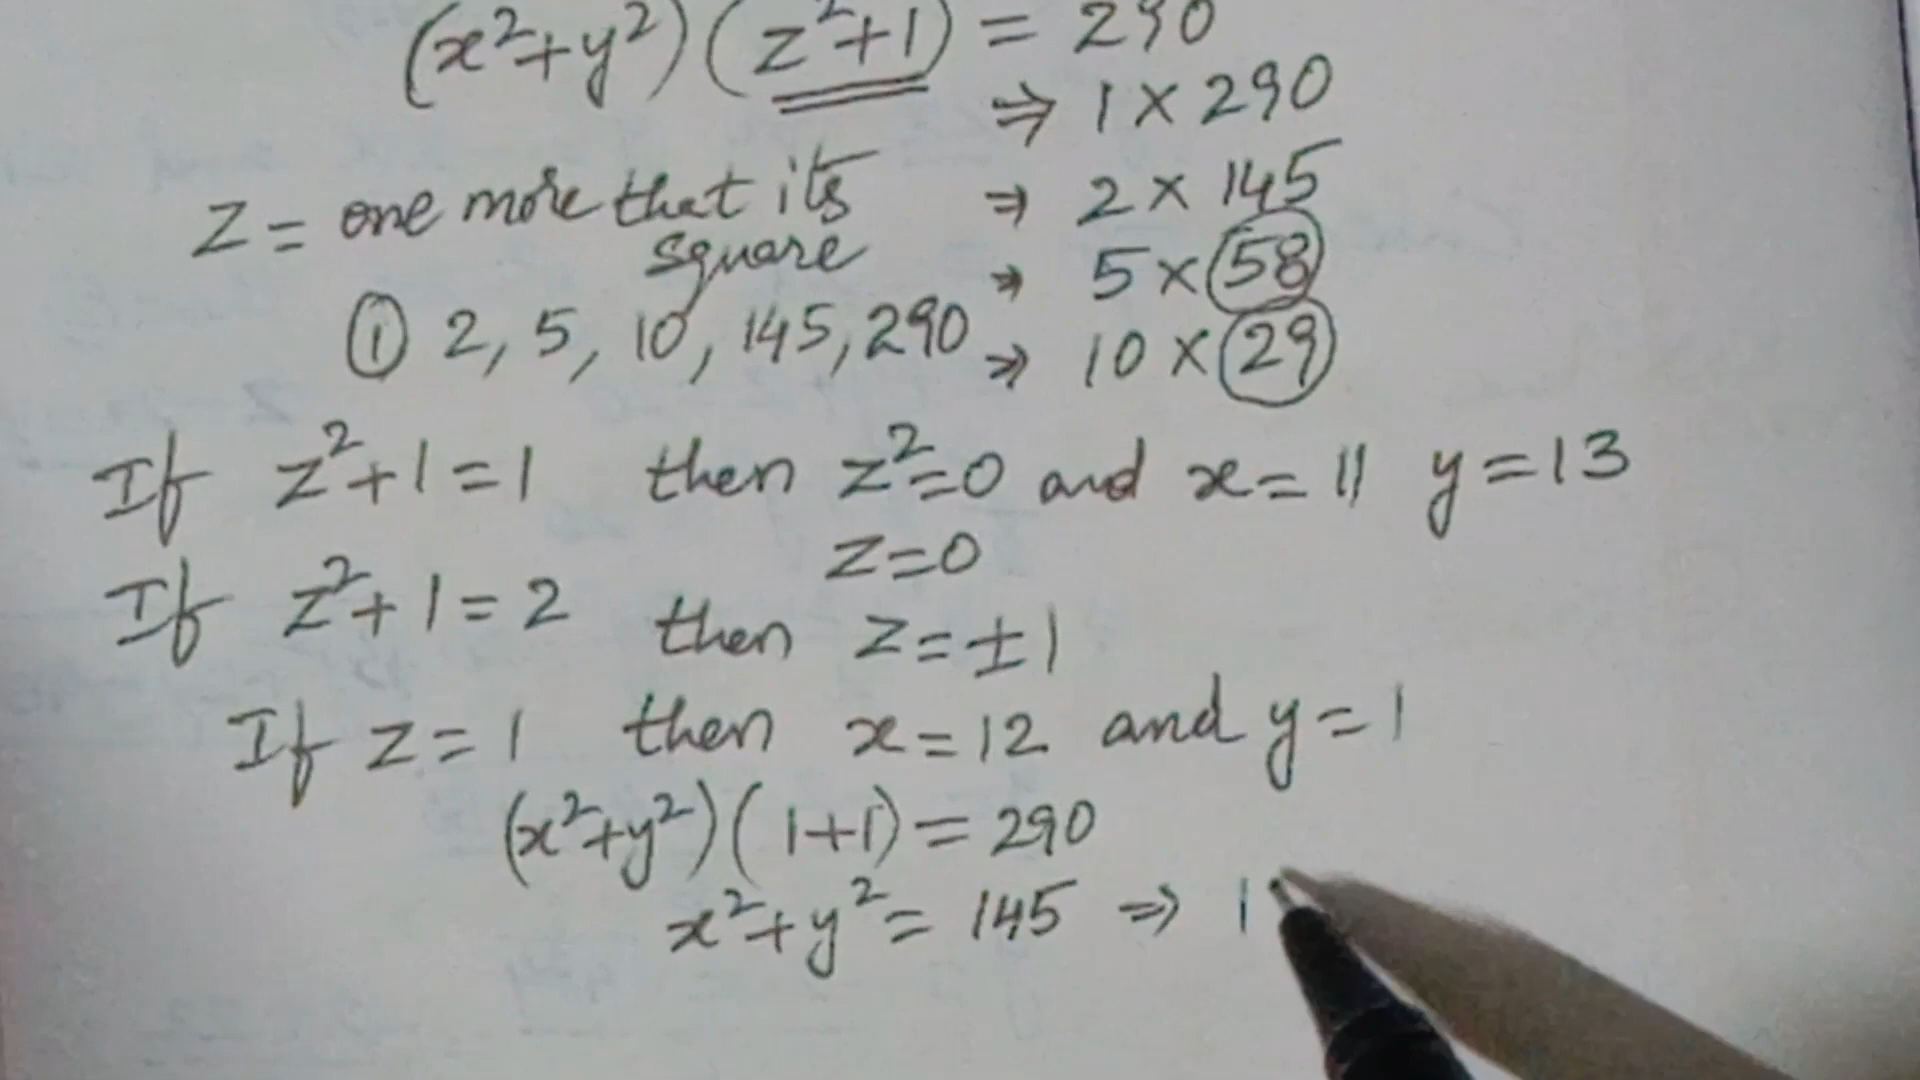 (x²+y²)(z²+1) = 290
⇒ 1 × 290
z = one more that its square
⇒ 2 × 145
⇒ 5 × 58
① 2, 5, 10, 145, 290
⇒ 10 × 29
If z²+1=1 then z²=0 and x=11 y=13
z=0
If z²+1=2 then z=±1
If z=1 then x=12 and y=1
(x²+y²)(1+1)=290
x²+y²=145 ⇒ 1